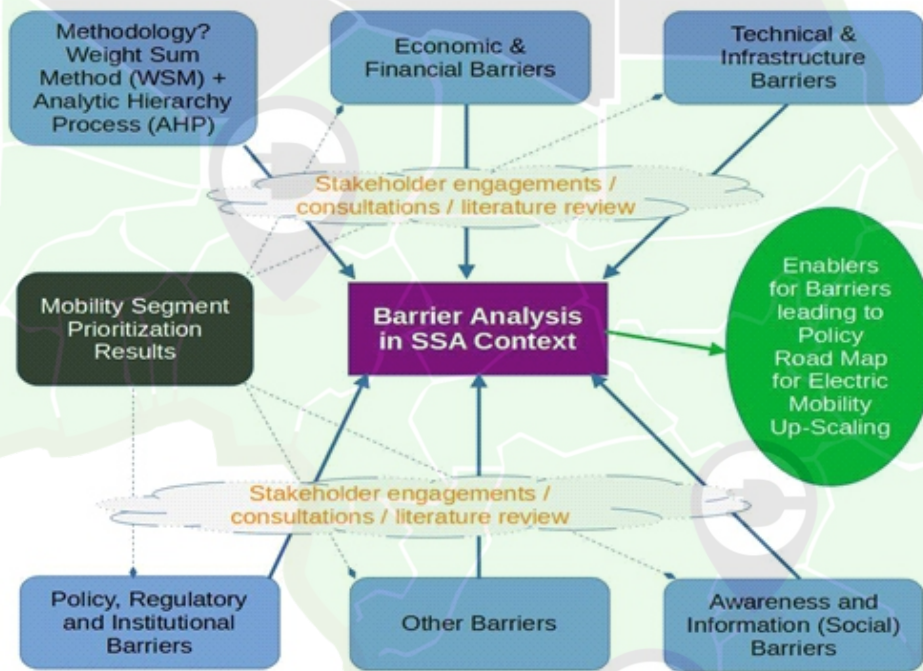 Methodology?
Weight Sum
Method (WSM) +
Analytic Hierarchy
Process (AHP)
Economic &
Financial Barriers
Technical &
Infrastructure
Barriers
Stakeholder engagements /
consultations / literature review
Mobility Segment
Prioritization
Results
Barrier Analysis
in SSA Context
Enablers
for Barriers
leading to
Policy
Road Map
for Electric
Mobility
Up-Scaling
Stakeholder engagements /
consultations / literature review
Policy, Regulatory
and Institutional
Barriers
Other Barriers
Awareness and
Information (Social)
Barriers